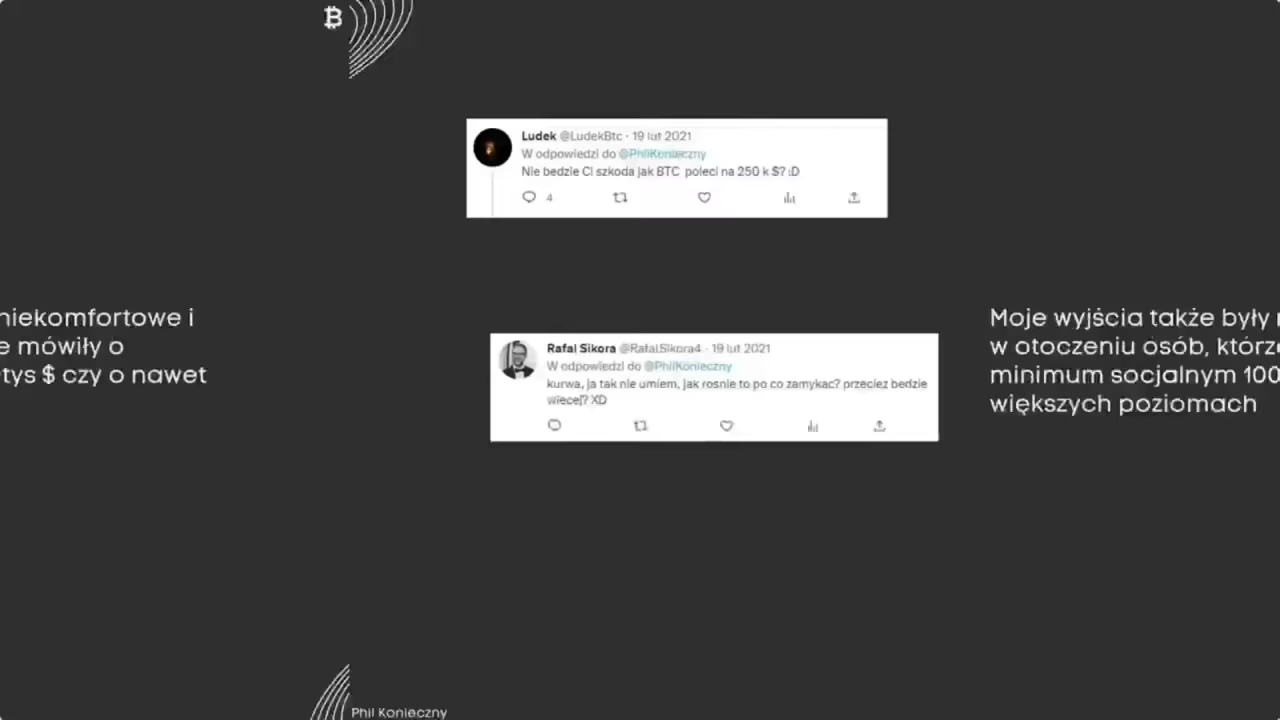 Ludek @LudekBtc · 19 lut 2021
W odpowiedzi do @PhilKonieczny
Nie bedzie Ci szkoda jak BTC poleci na 250 k $? :D
4
Rafal Sikora @RafalSikora4 · 19 lut 2021
W odpowiedzi do @PhilKonieczny
kurwa, ja tak nie umiem, jak rosnie to po co zamykac? przeciez bedzie
wiecej? XD
niekomfortowe i
e mówiły o
tys $ czy o nawet
Moje wyjścia także były
w otoczeniu osób, które
minimum socjalnym 100
większych poziomach
Phil Konieczny